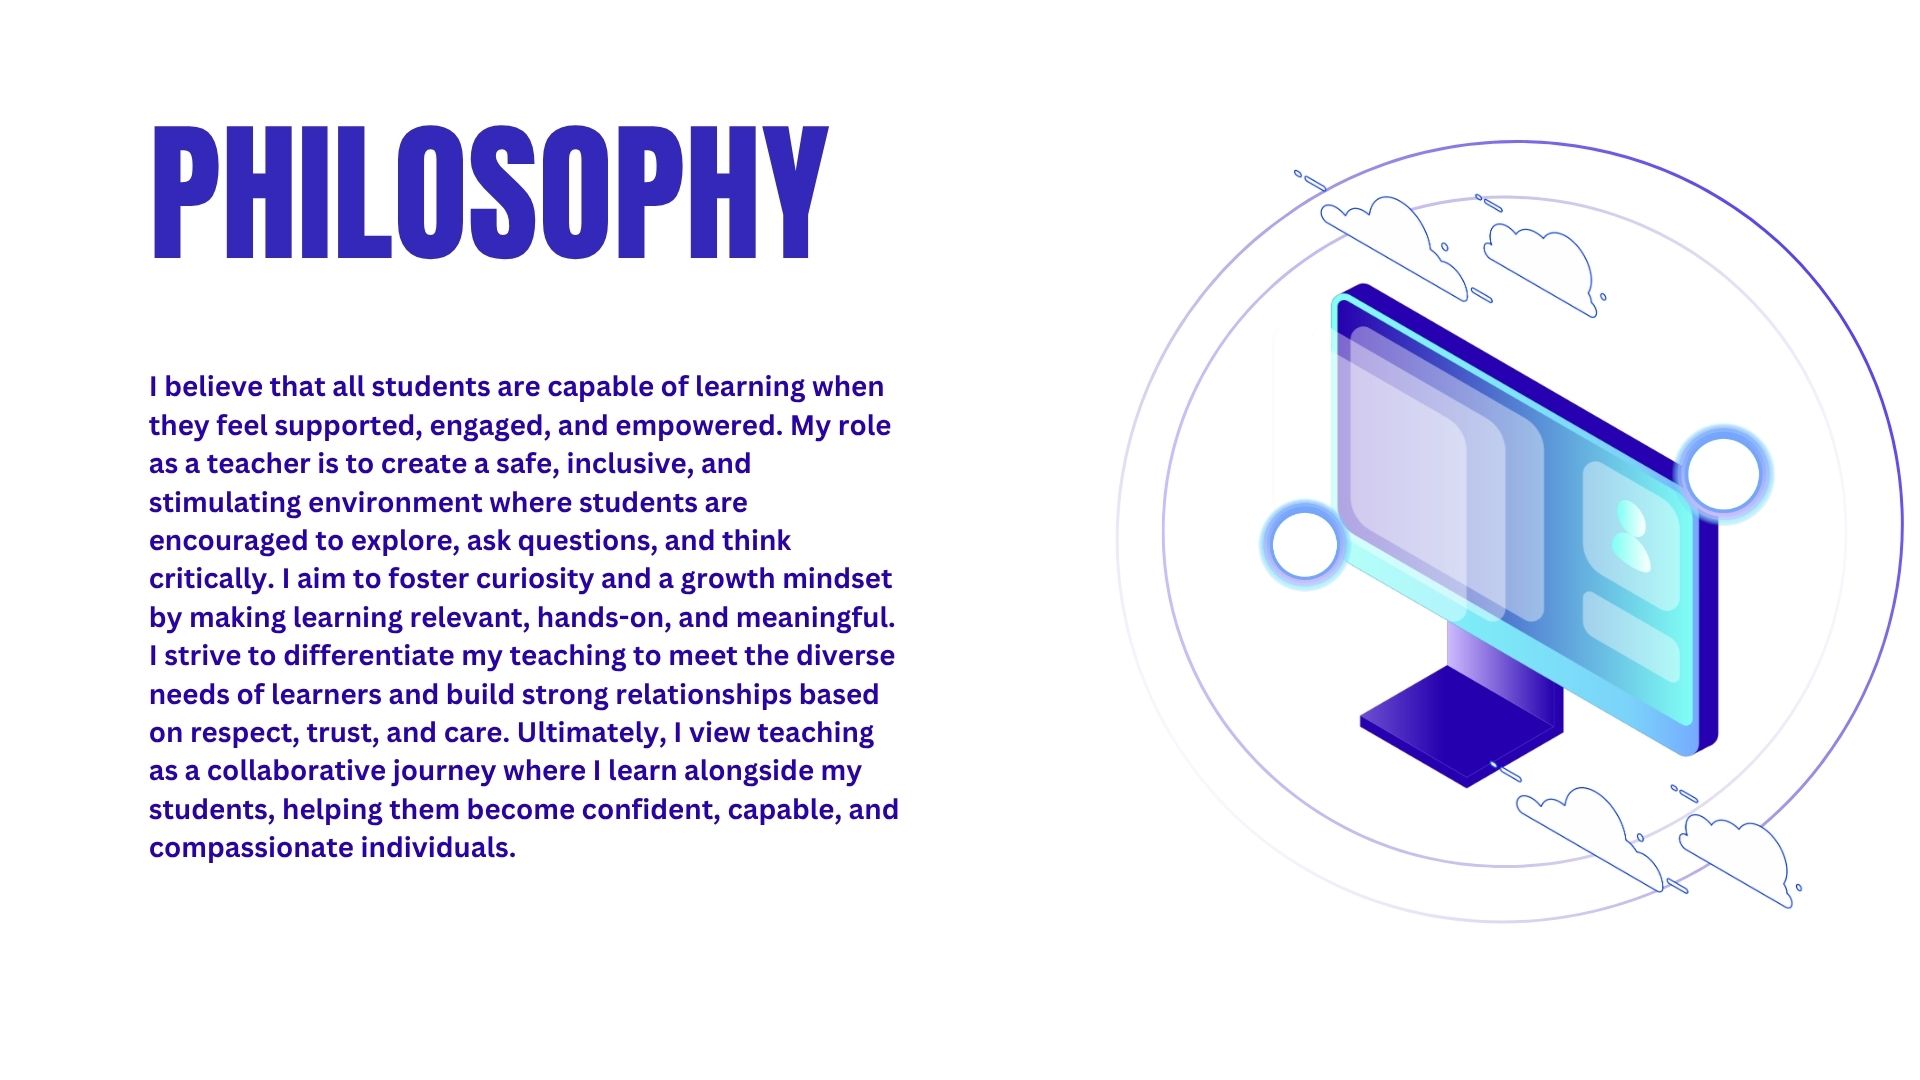 PHILOSOPHY
I believe that all students are capable of learning when
they feel supported, engaged, and empowered. My role
as a teacher is to create a safe, inclusive, and
stimulating environment where students are
encouraged to explore, ask questions, and think
critically. I aim to foster curiosity and a growth mindset
by making learning relevant, hands-on, and meaningful.
I strive to differentiate my teaching to meet the diverse
needs of learners and build strong relationships based
on respect, trust, and care. Ultimately, I view teaching
as a collaborative journey where I learn alongside my
students, helping them become confident, capable, and
compassionate individuals.